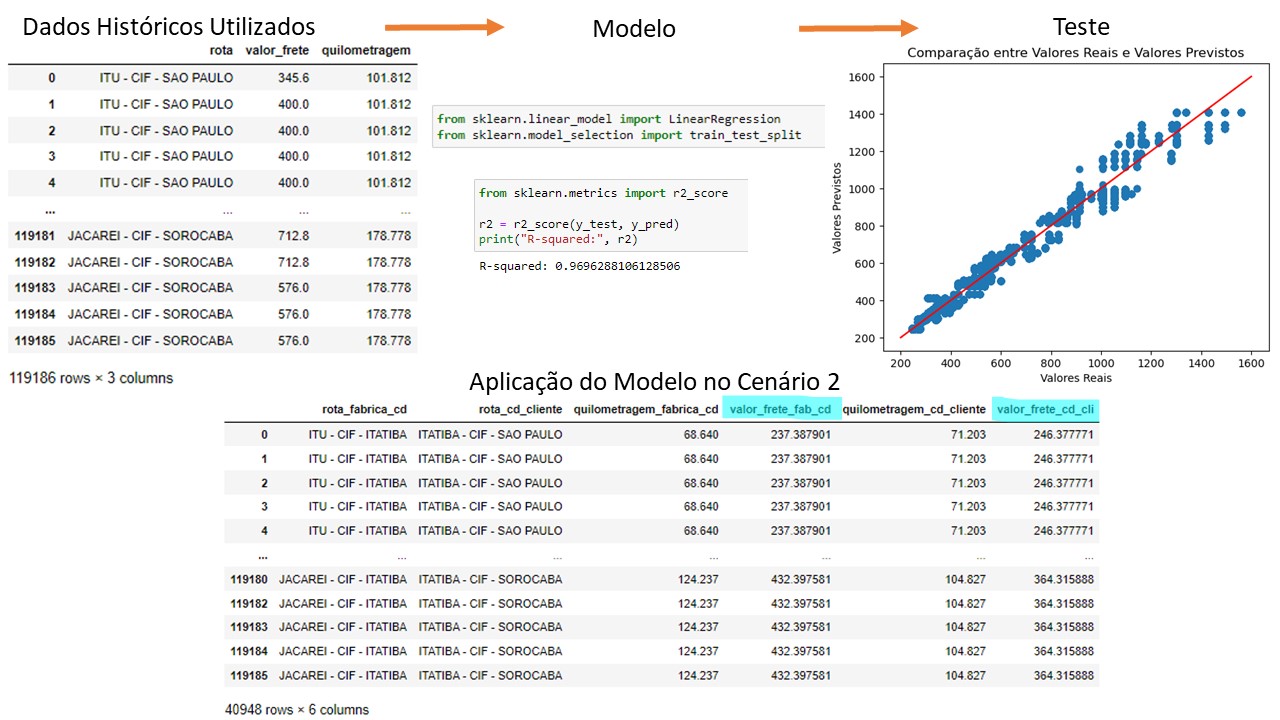 Dados Históricos Utilizados
Modelo
Teste
rota valor_frete quilometragem
0 ITU - CIF - SAO PAULO 345.6 101.812
1 ITU - CIF - SAO PAULO 400.0 101.812
2 ITU - CIF - SAO PAULO 400.0 101.812
3 ITU - CIF - SAO PAULO 400.0 101.812
4 ITU - CIF - SAO PAULO 400.0 101.812
... ... ... ...
119181 JACAREI - CIF - SOROCABA 712.8 178.778
119182 JACAREI - CIF - SOROCABA 712.8 178.778
119183 JACAREI - CIF - SOROCABA 576.0 178.778
119184 JACAREI - CIF - SOROCABA 576.0 178.778
119185 JACAREI - CIF - SOROCABA 576.0 178.778
119186 rows × 3 columns
from sklearn.linear_model import LinearRegression
from sklearn.model_selection import train_test_split
from sklearn.metrics import r2_score
r2 = r2_score(y_test, y_pred)
print("R-squared:", r2)
R-squared: 0.9696288106128506
Comparação entre Valores Reais e Valores Previstos
Valores Previstos
1600
1400
1200
1000
800
600
400
200
200 400 600 800 1000 1200 1400 1600
Valores Reais
Aplicação do Modelo no Cenário 2
rota_fabrica_cd rota_cd_cliente quilometragem_fabrica_cd valor_frete_fab_cd quilometragem_cd_cliente valor_frete_cd_cli
0 ITU - CIF - ITATIBA ITATIBA - CIF - SAO PAULO 68.640 237.387901 71.203 246.377771
1 ITU - CIF - ITATIBA ITATIBA - CIF - SAO PAULO 68.640 237.387901 71.203 246.377771
2 ITU - CIF - ITATIBA ITATIBA - CIF - SAO PAULO 68.640 237.387901 71.203 246.377771
3 ITU - CIF - ITATIBA ITATIBA - CIF - SAO PAULO 68.640 237.387901 71.203 246.377771
4 ITU - CIF - ITATIBA ITATIBA - CIF - SAO PAULO 68.640 237.387901 71.203 246.377771
... ... ... ... ... ... ...
119180 JACAREI - CIF - ITATIBA ITATIBA - CIF - SOROCABA 124.237 432.397581 104.827 364.315888
119182 JACAREI - CIF - ITATIBA ITATIBA - CIF - SOROCABA 124.237 432.397581 104.827 364.315888
119183 JACAREI - CIF - ITATIBA ITATIBA - CIF - SOROCABA 124.237 432.397581 104.827 364.315888
119184 JACAREI - CIF - ITATIBA ITATIBA - CIF - SOROCABA 124.237 432.397581 104.827 364.315888
119185 JACAREI - CIF - ITATIBA ITATIBA - CIF - SOROCABA 124.237 432.397581 104.827 364.315888
40948 rows × 6 columns